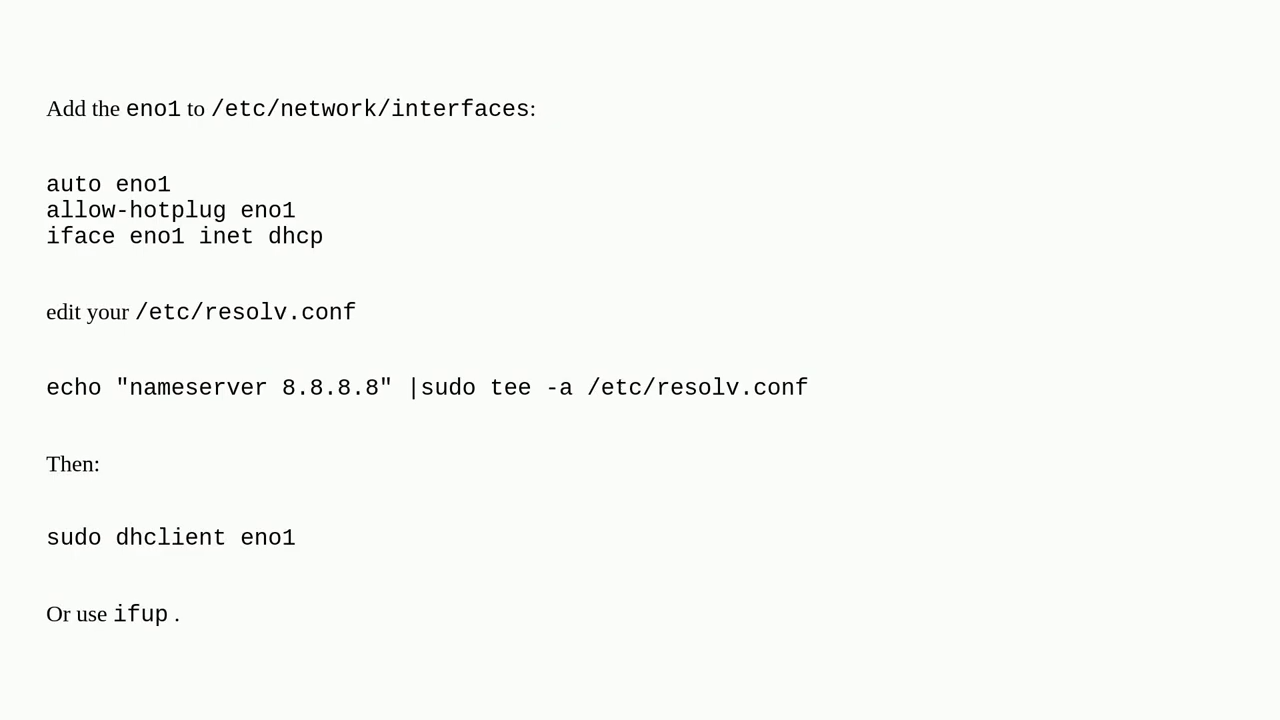 Add the eno1 to /etc/network/interfaces:
auto eno1
allow-hotplug eno1
iface eno1 inet dhcp
edit your /etc/resolv.conf
echo "nameserver 8.8.8.8" |sudo tee -a /etc/resolv.conf
Then:
sudo dhclient eno1
Or use ifup .